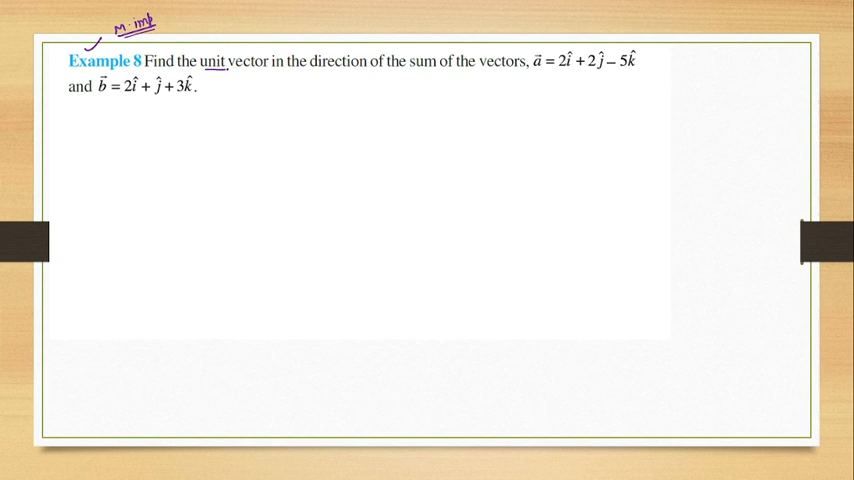 M. imp
Example 8 Find the unit vector in the direction of the sum of the vectors, a⃗ = 2î + 2ĵ – 5k̂
and b⃗ = 2î + ĵ + 3k̂.